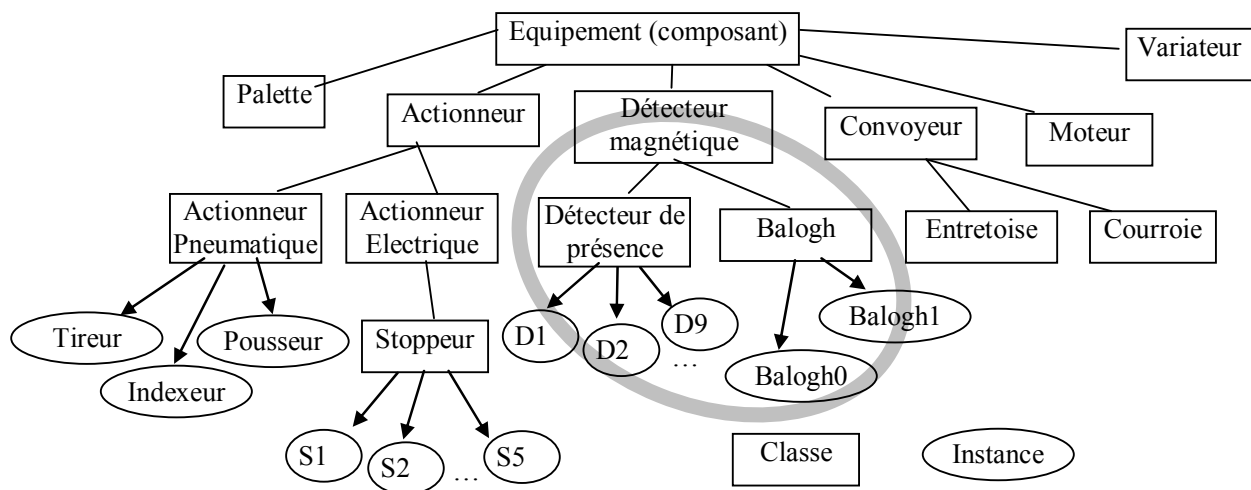 Equipement (composant)
Variateur
Palette
Actionneur
Détecteur
magnétique
Convoyeur
Moteur
Actionneur
Pneumatique
Actionneur
Electrique
Détecteur de
présence
Balogh
Entretoise
Courroie
Tireur
Indexeur
Pousseur
Stoppeur
D1
D2
D9
...
Balogh0
Balogh1
S1
S2
...
S5
Classe
Instance